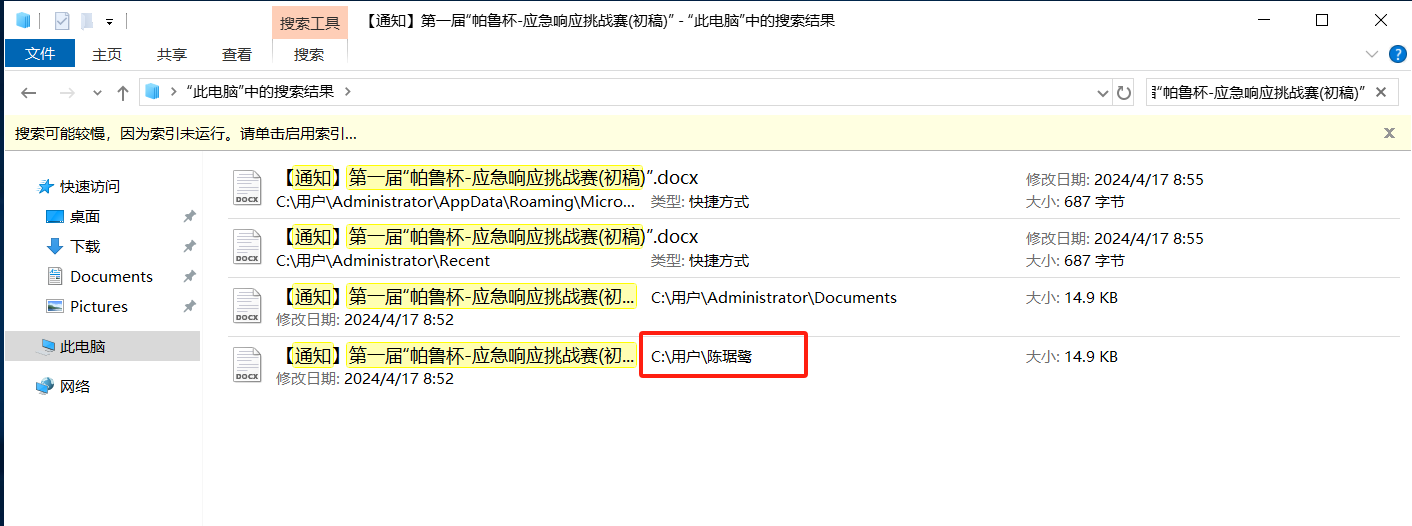 搜索工具
【通知】第一届“帕鲁杯-应急响应挑战赛(初稿)” - “此电脑”中的搜索结果
文件 主页 共享 查看 搜索
“此电脑”中的搜索结果
“帕鲁杯-应急响应挑战赛(初稿)”
搜索可能较慢，因为索引未运行。请单击启用索引...
快速访问
桌面
下载
Documents
Pictures
此电脑
网络
【通知】第一届“帕鲁杯-应急响应挑战赛(初稿)”.docx
修改日期: 2024/4/17 8:55
C:\用户\Administrator\AppData\Roaming\Micro... 类型: 快捷方式
大小: 687 字节
【通知】第一届“帕鲁杯-应急响应挑战赛(初稿)”.docx
修改日期: 2024/4/17 8:55
C:\用户\Administrator\Recent 类型: 快捷方式
大小: 687 字节
【通知】第一届“帕鲁杯-应急响应挑战赛(初... C:\用户\Administrator\Documents 大小: 14.9 KB
修改日期: 2024/4/17 8:52
【通知】第一届“帕鲁杯-应急响应挑战赛(初... C:\用户\陈琚鹭 大小: 14.9 KB
修改日期: 2024/4/17 8:52